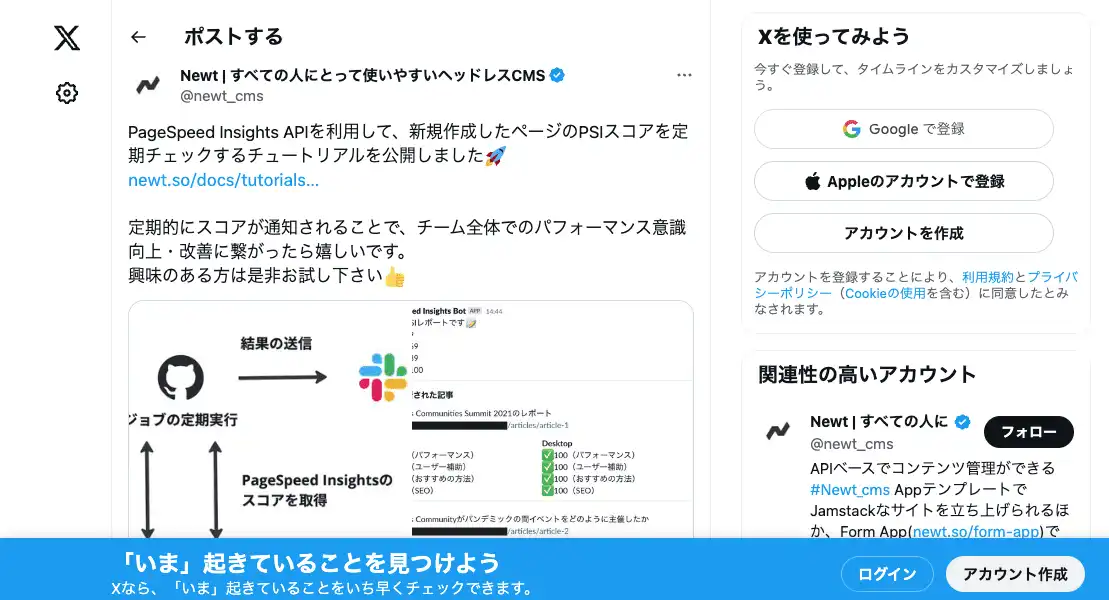 ポストする
Newt | すべての人にとって使いやすいヘッドレスCMS
@newt_cms
PageSpeed Insights APIを利用して、新規作成したページのPSIスコアを定
期チェックするチュートリアルを公開しました🚀
newt.so/docs/tutorials...
定期的にスコアが通知されることで、チーム全体でのパフォーマンス意識
向上・改善に繋がったら嬉しいです。
興味のある方は是非お試し下さい👍
結果の送信
ジョブの定期実行
PageSpeed Insightsの
スコアを取得
ed Insights Bot APP 14:44
SIレポートです📝
00
された記事
s Communities Summit 2021のレポート
/articles/article-1
Desktop
(パフォーマンス) ✅100（パフォーマンス）
(ユーザー補助) ✅100（ユーザー補助）
(おすすめの方法) ✅100（おすすめの方法）
(SEO) ✅100（SEO）
s Communityがパンデミックの間イベントをどのように主催したか
/articles/article-2
Xを使ってみよう
今すぐ登録して、タイムラインをカスタマイズしましょ
う。
Google で登録
Appleのアカウントで登録
アカウントを作成
アカウントを登録することにより、利用規約とプライバ
シーポリシー（Cookieの使用を含む）に同意したとみ
なされます。
関連性の高いアカウント
Newt | すべての人に
@newt_cms
フォロー
APIベースでコンテンツ管理ができる
#Newt_cms Appテンプレートで
Jamstackなサイトを立ち上げられるほ
か、Form App(newt.so/form-app)で
「いま」起きていることを見つけよう
Xなら、「いま」起きていることをいち早くチェックできます。
ログイン
アカウント作成